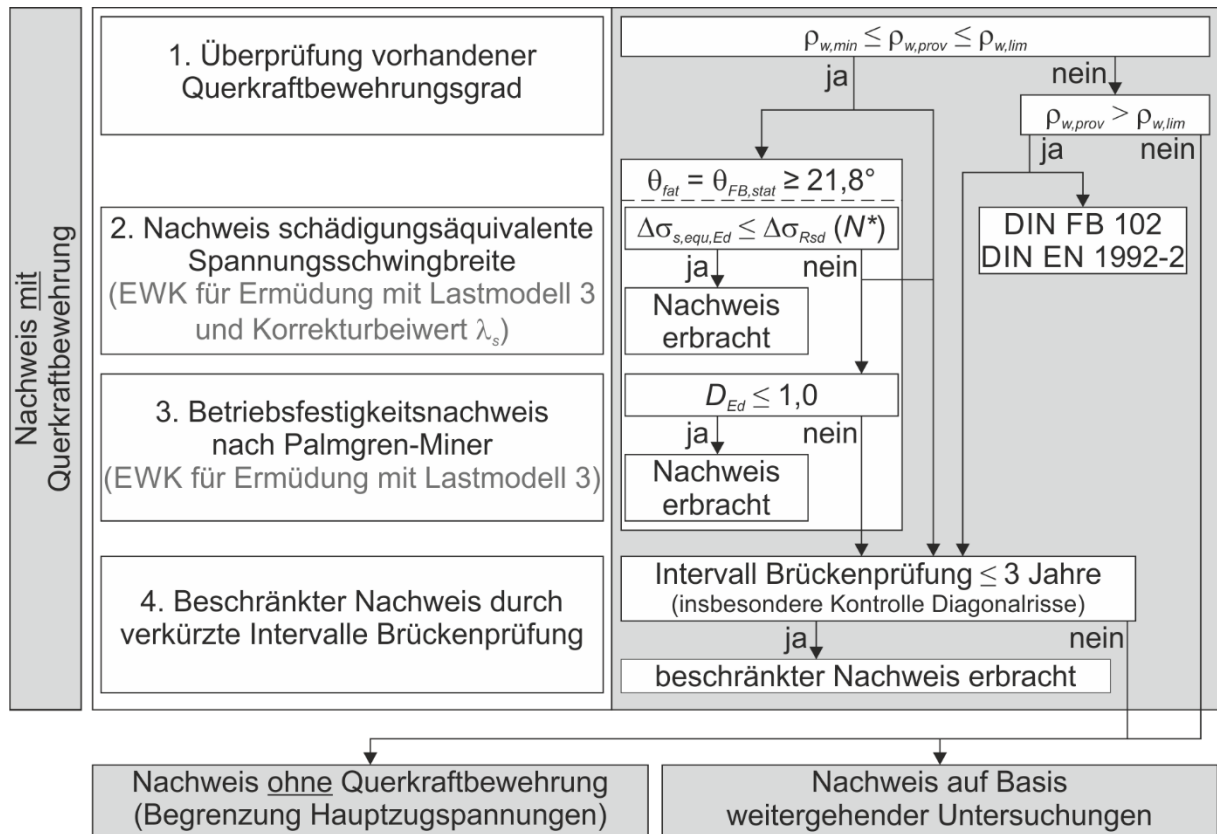 Nachweis mit
Querkraftbewehrung
1. Überprüfung vorhandener
Querkraftbewehrungsgrad
2. Nachweis schädigungsäquivalente
Spannungsschwingbreite
(EWK für Ermüdung mit Lastmodell 3
und Korrekturbeiwert λs)
3. Betriebsfestigkeitsnachweis
nach Palmgren-Miner
(EWK für Ermüdung mit Lastmodell 3)
4. Beschränkter Nachweis durch
verkürzte Intervalle Brückenprüfung
ρw,min ≤ ρw,prov ≤ ρw,lim
ja
nein
ρw,prov > ρw,lim
ja
nein
θfat = θFB,stat ≥ 21,8°
Δσs,equ,Ed ≤ ΔσRsd (N*)
ja
nein
Nachweis
erbracht
DIN FB 102
DIN EN 1992-2
DEd ≤ 1,0
ja
nein
Nachweis
erbracht
Intervall Brückenprüfung ≤ 3 Jahre
(insbesondere Kontrolle Diagonalrisse)
ja
nein
beschränkter Nachweis erbracht
Nachweis ohne Querkraftbewehrung
(Begrenzung Hauptzugspannungen)
Nachweis auf Basis
weitergehender Untersuchungen